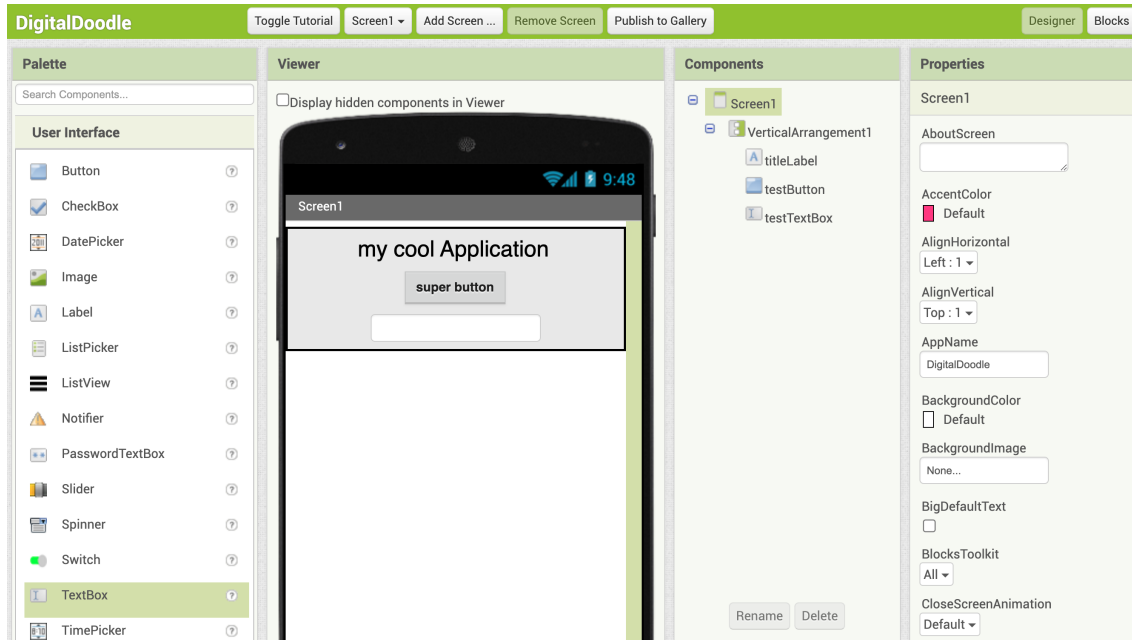 DigitalDoodle
Toggle Tutorial
Screen1
Add Screen ...
Remove Screen
Publish to Gallery
Designer
Blocks
Palette
Search Components...
User Interface
Button
?
CheckBox
?
DatePicker
?
Image
?
Label
?
ListPicker
?
ListView
?
Notifier
?
PasswordTextBox
?
Slider
?
Spinner
?
Switch
?
TextBox
?
TimePicker
?
Viewer
Display hidden components in Viewer
9:48
Screen1
my cool Application
super button
Components
Screen1
VerticalArrangement1
A titleLabel
testButton
testTextBox
Rename
Delete
Properties
Screen1
AboutScreen
AccentColor
Default
AlignHorizontal
Left : 1
AlignVertical
Top : 1
AppName
DigitalDoodle
BackgroundColor
Default
BackgroundImage
None...
BigDefaultText
BlocksToolkit
All
CloseScreenAnimation
Default